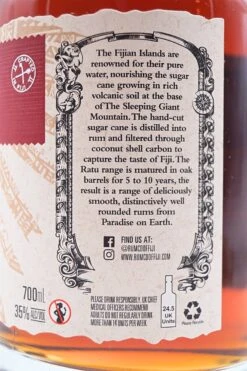 The Fijian Islands are
renowned for their pure
water, nourishing the sugar
cane growing in rich
volcanic soil at the base
of The Sleeping Giant
Mountain. The hand-cut
sugar cane is distilled into
rum and filtered through
coconut shell carbon to
capture the taste of Fiji. The
Ratu range is matured in oak
barrels for 5 to 10 years, the
result is a range of deliciously
smooth, distinctively well
rounded rums from
Paradise on Earth.
FIND US AT:
@RUMCOOFFIJI
WWW.RUMCOOFFIJI.COM
700mL
35%
PLEASE DRINK RESPONSIBLY. UK CHIEF
MEDICAL OFFICERS RECOMMEND
ADULTS DO NOT REGULARLY DRINK
MORE THAN 14 UNITS PER WEEK
24.5
UK
Units
Please Recycle